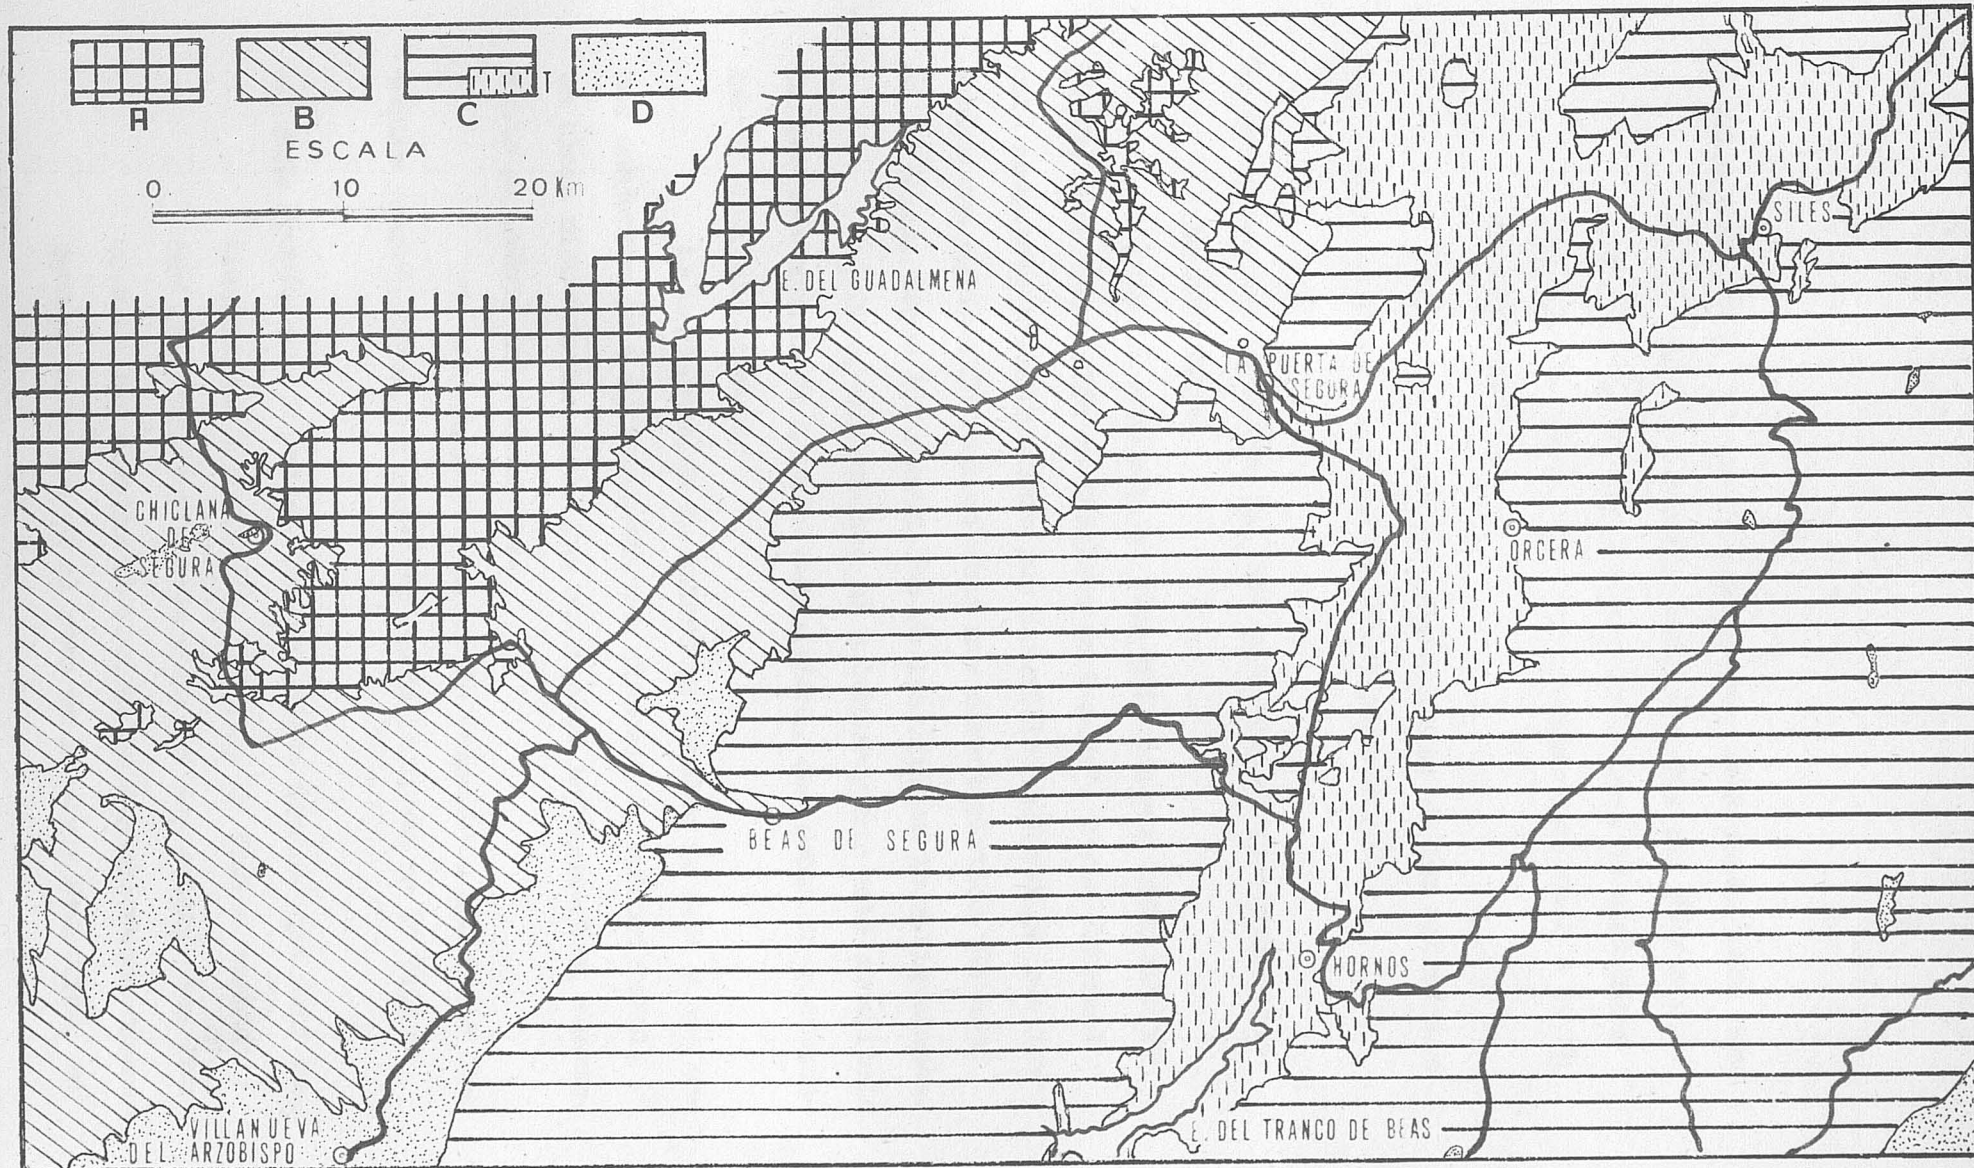 T
A B C D
ESCALA
0 10 20 Km
SILES
E. DEL GUADALMENA
LA PUERTA DE
SEGURA
CHICLANA
DE
SEGURA
ORCERA
BEAS DE SEGURA
HORNOS
VILLANUEVA
DEL ARZOBISPO
E. DEL TRANCO DE BEAS